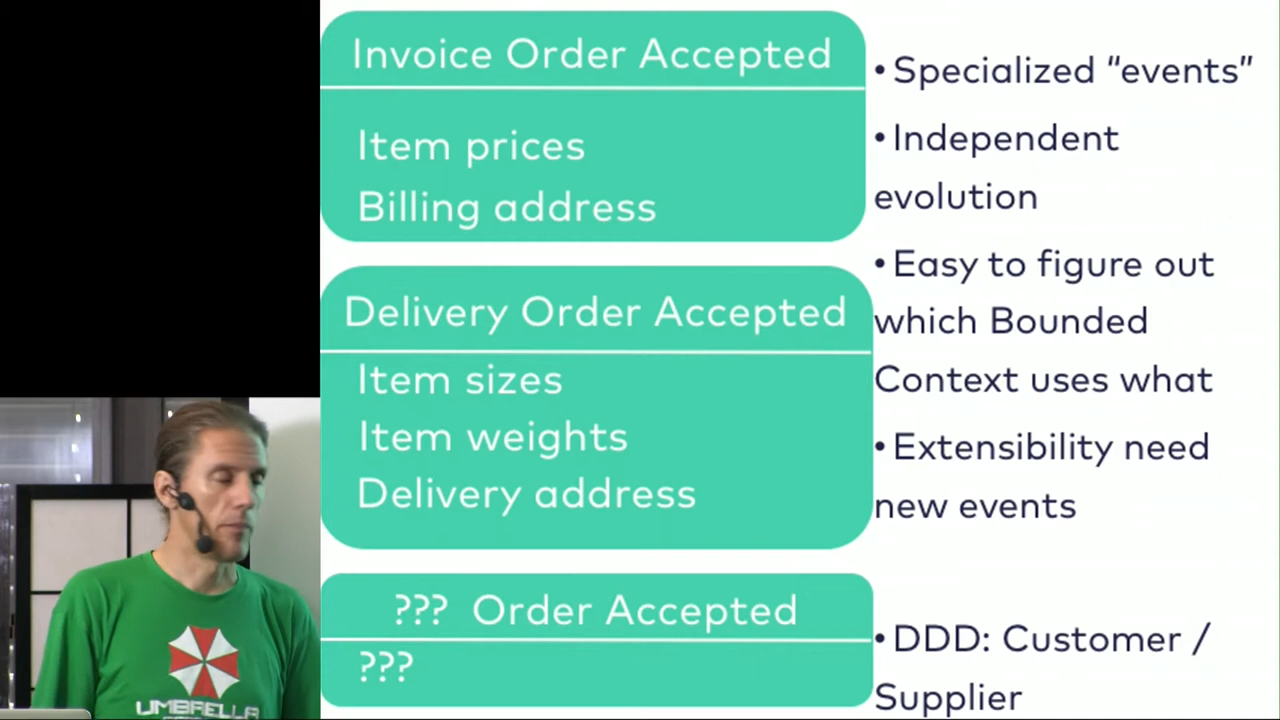 Invoice Order Accepted
Item prices
Billing address
Delivery Order Accepted
Item sizes
Item weights
Delivery address
??? Order Accepted
???
• Specialized “events”
• Independent
evolution
• Easy to figure out
which Bounded
Context uses what
• Extensibility need
new events
• DDD: Customer /
Supplier
UMBRELLA